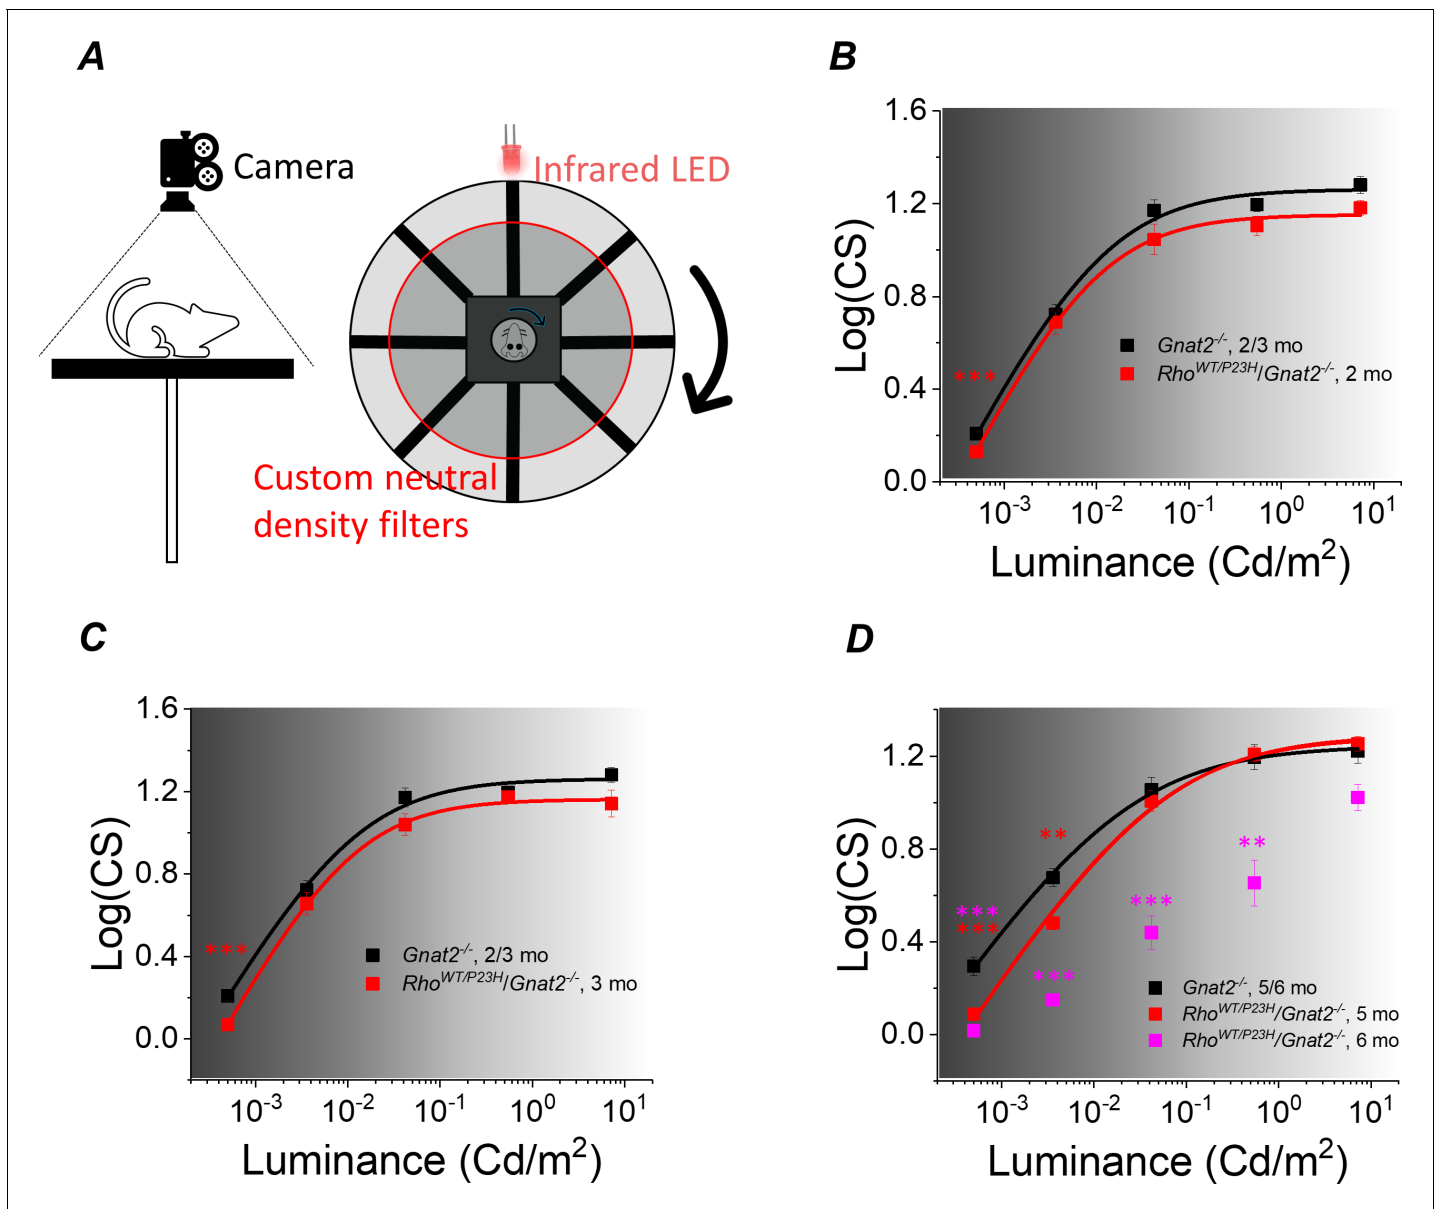 A
Camera
Infrared LED
Custom neutral
density filters
B
1.6
1.2
0.8
0.4
0.0
Log(CS)
***
Gnat2-/-, 2/3 mo
RhoWT/P23H/Gnat2-/-, 2 mo
10-3 10-2 10-1 100 101
Luminance (Cd/m2)
C
1.6
1.2
0.8
0.4
0.0
Log(CS)
***
Gnat2-/-, 2/3 mo
RhoWT/P23H/Gnat2-/-, 3 mo
10-3 10-2 10-1 100 101
Luminance (Cd/m2)
D
1.2
0.8
0.4
0.0
Log(CS)
**
**
***
***
***
***
Gnat2-/-, 5/6 mo
RhoWT/P23H/Gnat2-/-, 5 mo
RhoWT/P23H/Gnat2-/-, 6 mo
10-3 10-2 10-1 100 101
Luminance (Cd/m2)